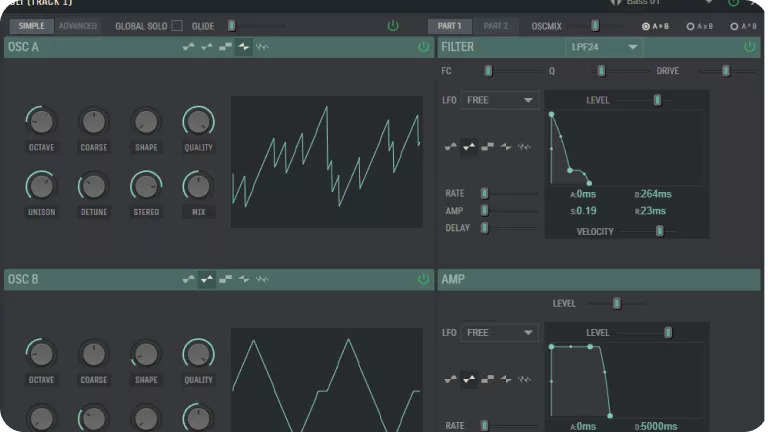 (TRACK 1)
Bass 01
SIMPLE ADVANCED GLOBAL SOLO GLIDE
PART 1 PART 2 OSCMIX A+B A x B A*B
OSC A
FILTER LPF24
FC Q DRIVE
LFO FREE LEVEL
OCTAVE COARSE SHAPE QUALITY
UNISON DETUNE STEREO MIX
RATE A:0ms D:264ms
AMP S:0.19 R:23ms
DELAY VELOCITY
OSC B
AMP
LEVEL
LFO FREE LEVEL
OCTAVE COARSE SHAPE QUALITY
RATE A:0ms D:5000ms